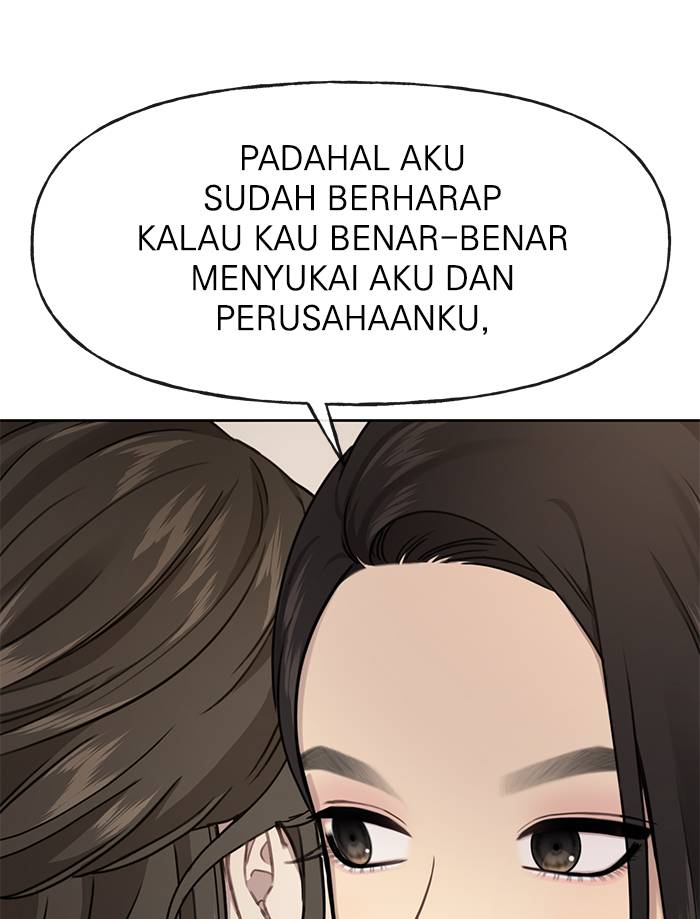 PADAHAL AKU
SUDAH BERHARAP
KALAU KAU BENAR-BENAR
MENYUKAI AKU DAN
PERUSAHAANKU,